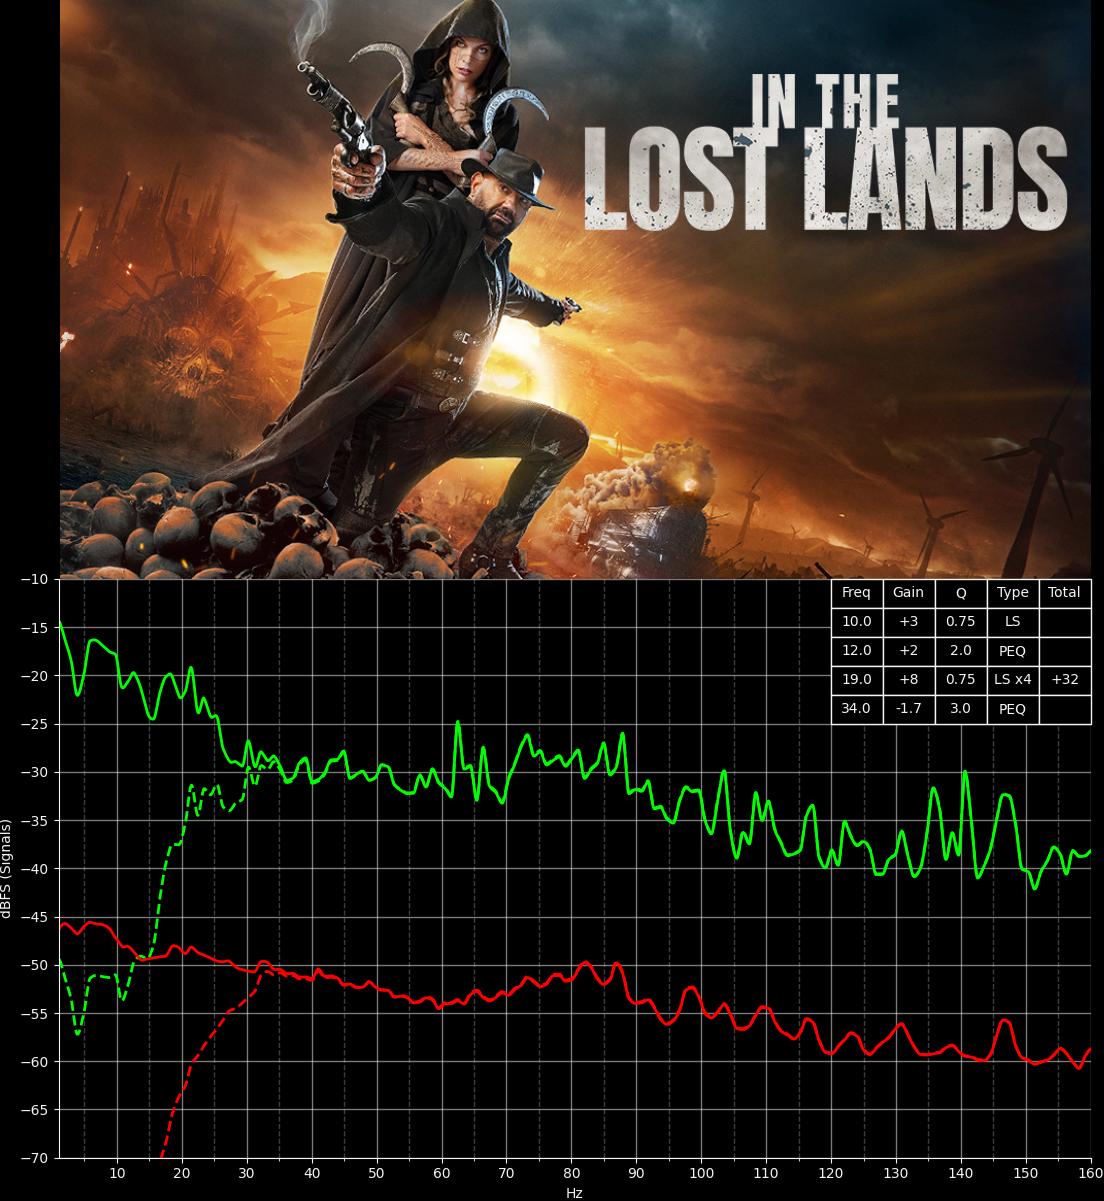 IN THE
LOST LANDS
Freq Gain Q Type Total
10.0 +3 0.75 LS
12.0 +2 2.0 PEQ
19.0 +8 0.75 LS x4 +32
34.0 -1.7 3.0 PEQ
−10
−15
−20
−25
−30
−35
−40
−45
−50
−55
−60
−65
−70
dBFS (Signals)
10 20 30 40 50 60 70 80 90 100 110 120 130 140 150 160
Hz